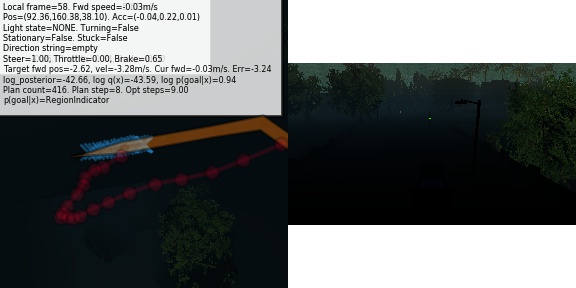 Local frame=58. Fwd speed=-0.03m/s
Pos=(92.36,160.38,38.10). Acc=(-0.04,0.22,0.01)
Light state=NONE. Turning=False
Stationary=False. Stuck=False
Direction string=empty
Steer=1.00, Throttle=0.00, Brake=0.65
Target fwd pos=-2.62, vel=-3.28m/s. Cur fwd=-0.03m/s. Err=-3.24
log_posterior=-42.66, log q(x)=-43.59, log p(goal|x)=0.94
Plan count=416. Plan step=8. Opt steps=9.00
p(goal|x)=RegionIndicator